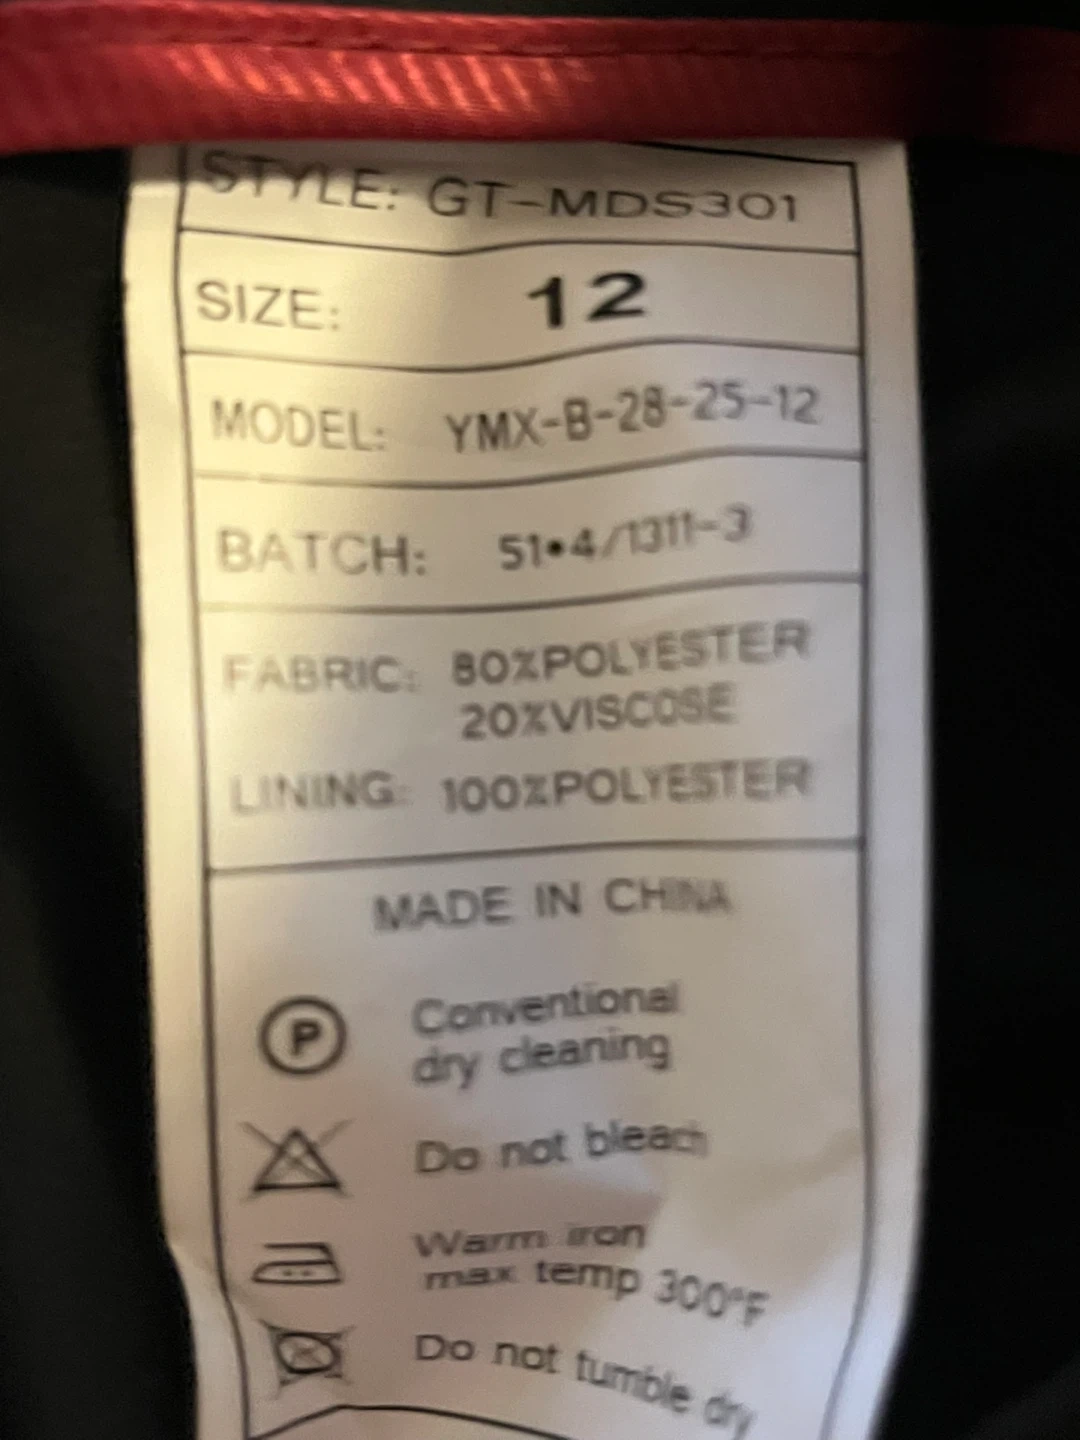 STYLE: GT-MDS301
SIZE: 12
MODEL: YMX-B-28-25-12
BATCH: 51•4/1311-3
FABRIC: 80%POLYESTER
20%VISCOSE
LINING: 100%POLYESTER
MADE IN CHINA
P
Conventional
dry cleaning
Do not bleach
Warm iron
max temp 300°F
Do not tumble dry